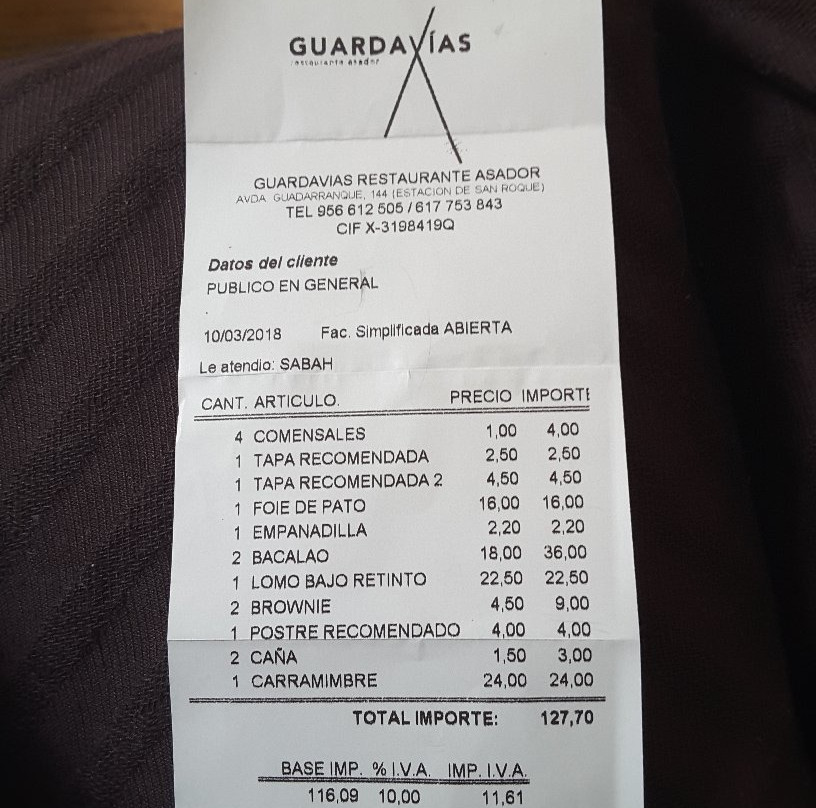 GUARDAVÍAS
restaurante asador
GUARDAVIAS RESTAURANTE ASADOR
AVDA GUADARRANQUE, 144 (ESTACION DE SAN ROQUE)
TEL 956 612 505 / 617 753 843
CIF X-3198419Q
Datos del cliente
PUBLICO EN GENERAL
.
10/03/2018 Fac. Simplificada ABIERTA
Le atendio: SABAH
CANT. ARTICULO. PRECIO IMPORTE
4 COMENSALES 1,00 4,00
1 TAPA RECOMENDADA 2,50 2,50
1 TAPA RECOMENDADA 2 4,50 4,50
1 FOIE DE PATO 16,00 16,00
1 EMPANADILLA 2,20 2,20
2 BACALAO 18,00 36,00
1 LOMO BAJO RETINTO 22,50 22,50
2 BROWNIE 4,50 9,00
1 POSTRE RECOMENDADO 4,00 4,00
2 CAÑA 1,50 3,00
1 CARRAMIMBRE 24,00 24,00
TOTAL IMPORTE: 127,70
BASE IMP. % I.V.A. IMP. I.V.A.
116,09 10,00 11,61